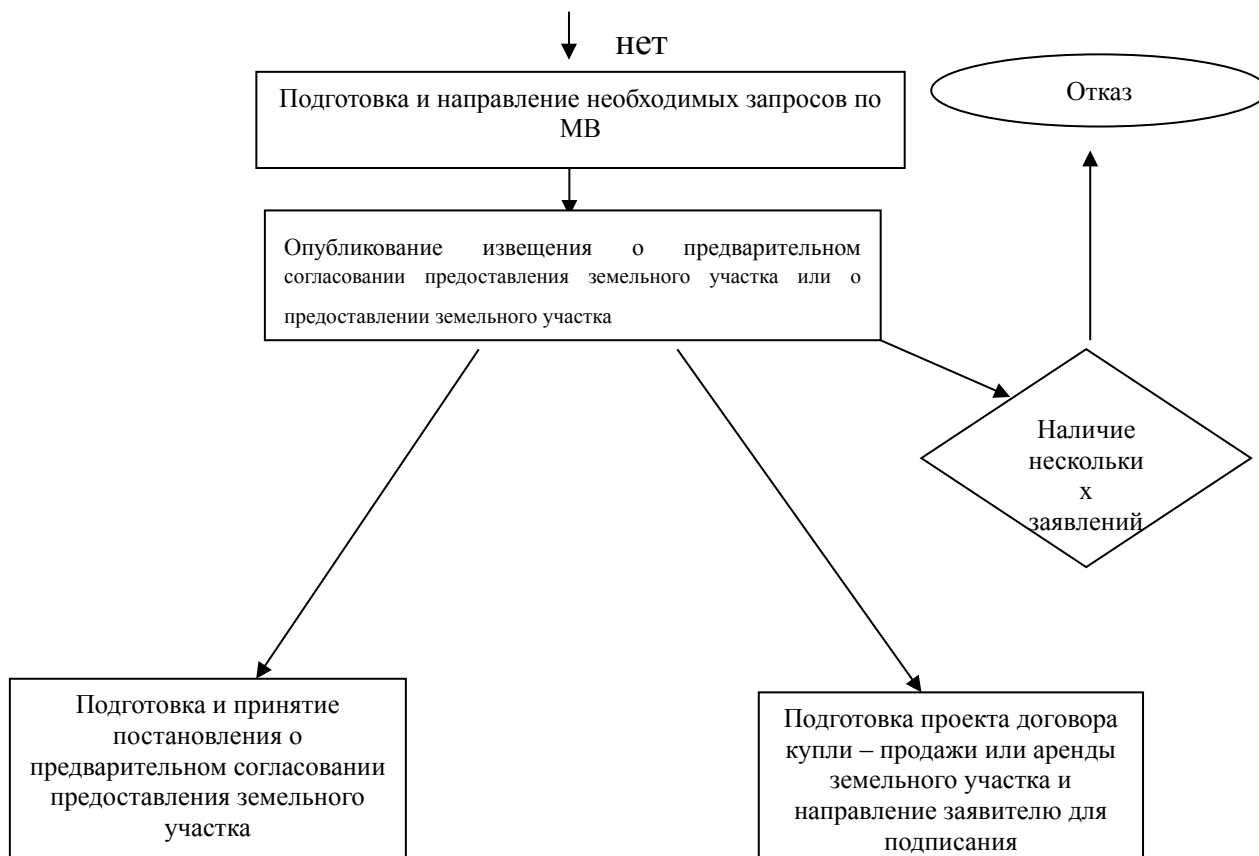 нет
Подготовка и направление необходимых запросов по
МВ
Отказ
Опубликование извещения о предварительном
согласовании предоставления земельного участка или о
предоставлении земельного участка
Наличие
нескольки
х
заявлений
Подготовка и принятие
постановления о
предварительном согласовании
предоставления земельного
участка
Подготовка проекта договора
купли – продажи или аренды
земельного участка и
направление заявителю для
подписания